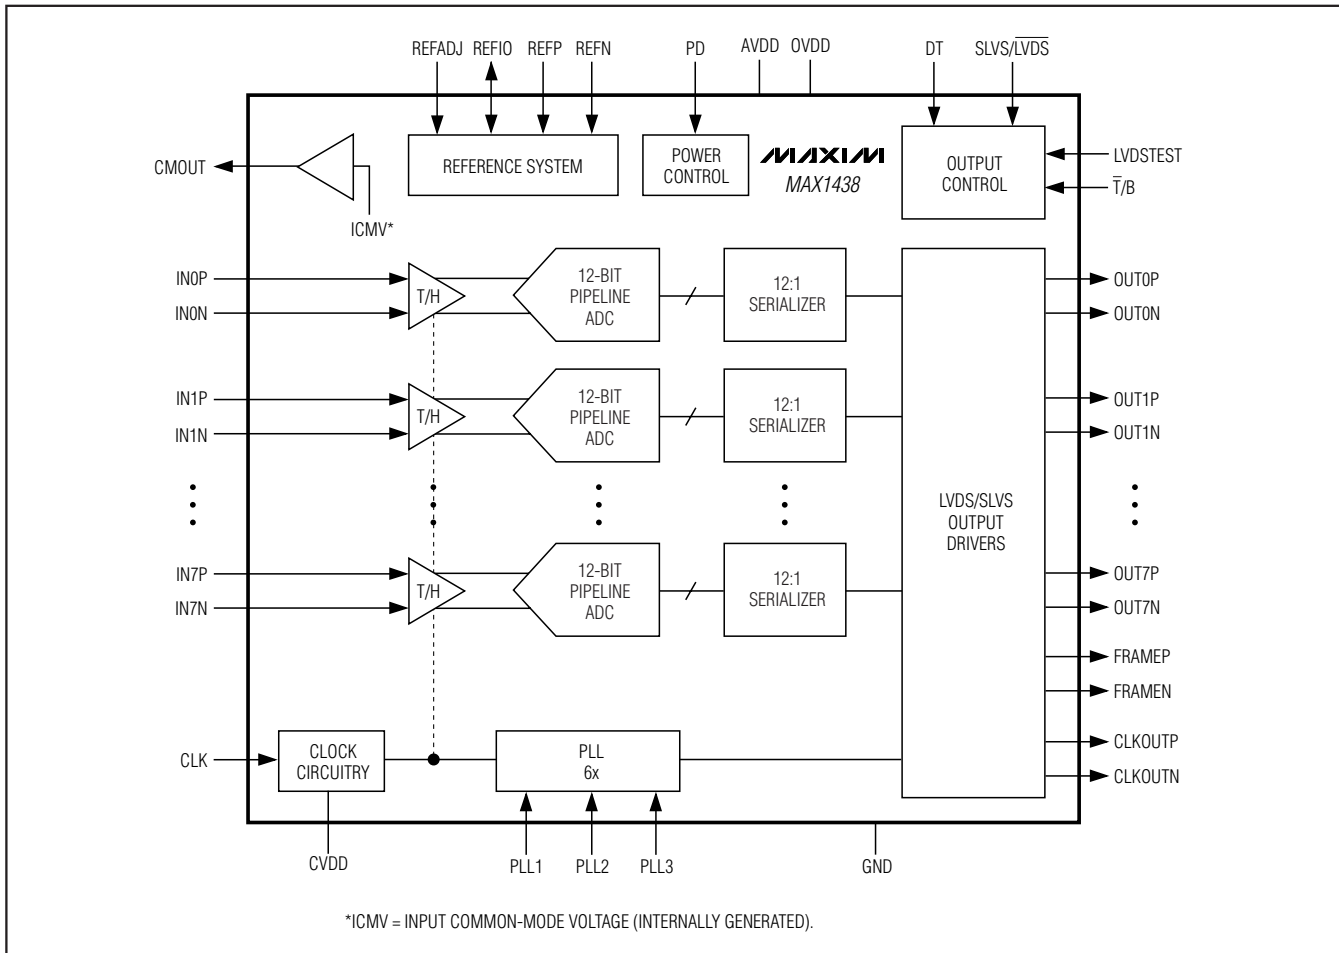 REFADJ REFIO REFP REFN PD AVDD OVDD DT SLVS/L̅V̅D̅S̅
CMOUT
ICMV*
REFERENCE SYSTEM
POWER
CONTROL
MAXIM
MAX1438
OUTPUT
CONTROL
LVDSTEST
T̅/B
IN0P
IN0N
T/H
12-BIT
PIPELINE
ADC
12:1
SERIALIZER
OUT0P
OUT0N
IN1P
IN1N
T/H
12-BIT
PIPELINE
ADC
12:1
SERIALIZER
OUT1P
OUT1N
LVDS/SLVS
OUTPUT
DRIVERS
IN7P
IN7N
T/H
12-BIT
PIPELINE
ADC
12:1
SERIALIZER
OUT7P
OUT7N
FRAMEP
FRAMEN
CLK
CLOCK
CIRCUITRY
PLL
6x
CLKOUTP
CLKOUTN
CVDD PLL1 PLL2 PLL3 GND
*ICMV = INPUT COMMON-MODE VOLTAGE (INTERNALLY GENERATED).